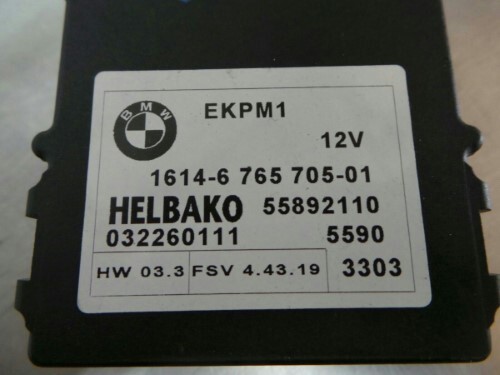 BMW
EKPM1
12V
1614-6 765 705-01
HELBAKO 55892110
032260111 5590
HW 03.3 FSV 4.43.19 3303